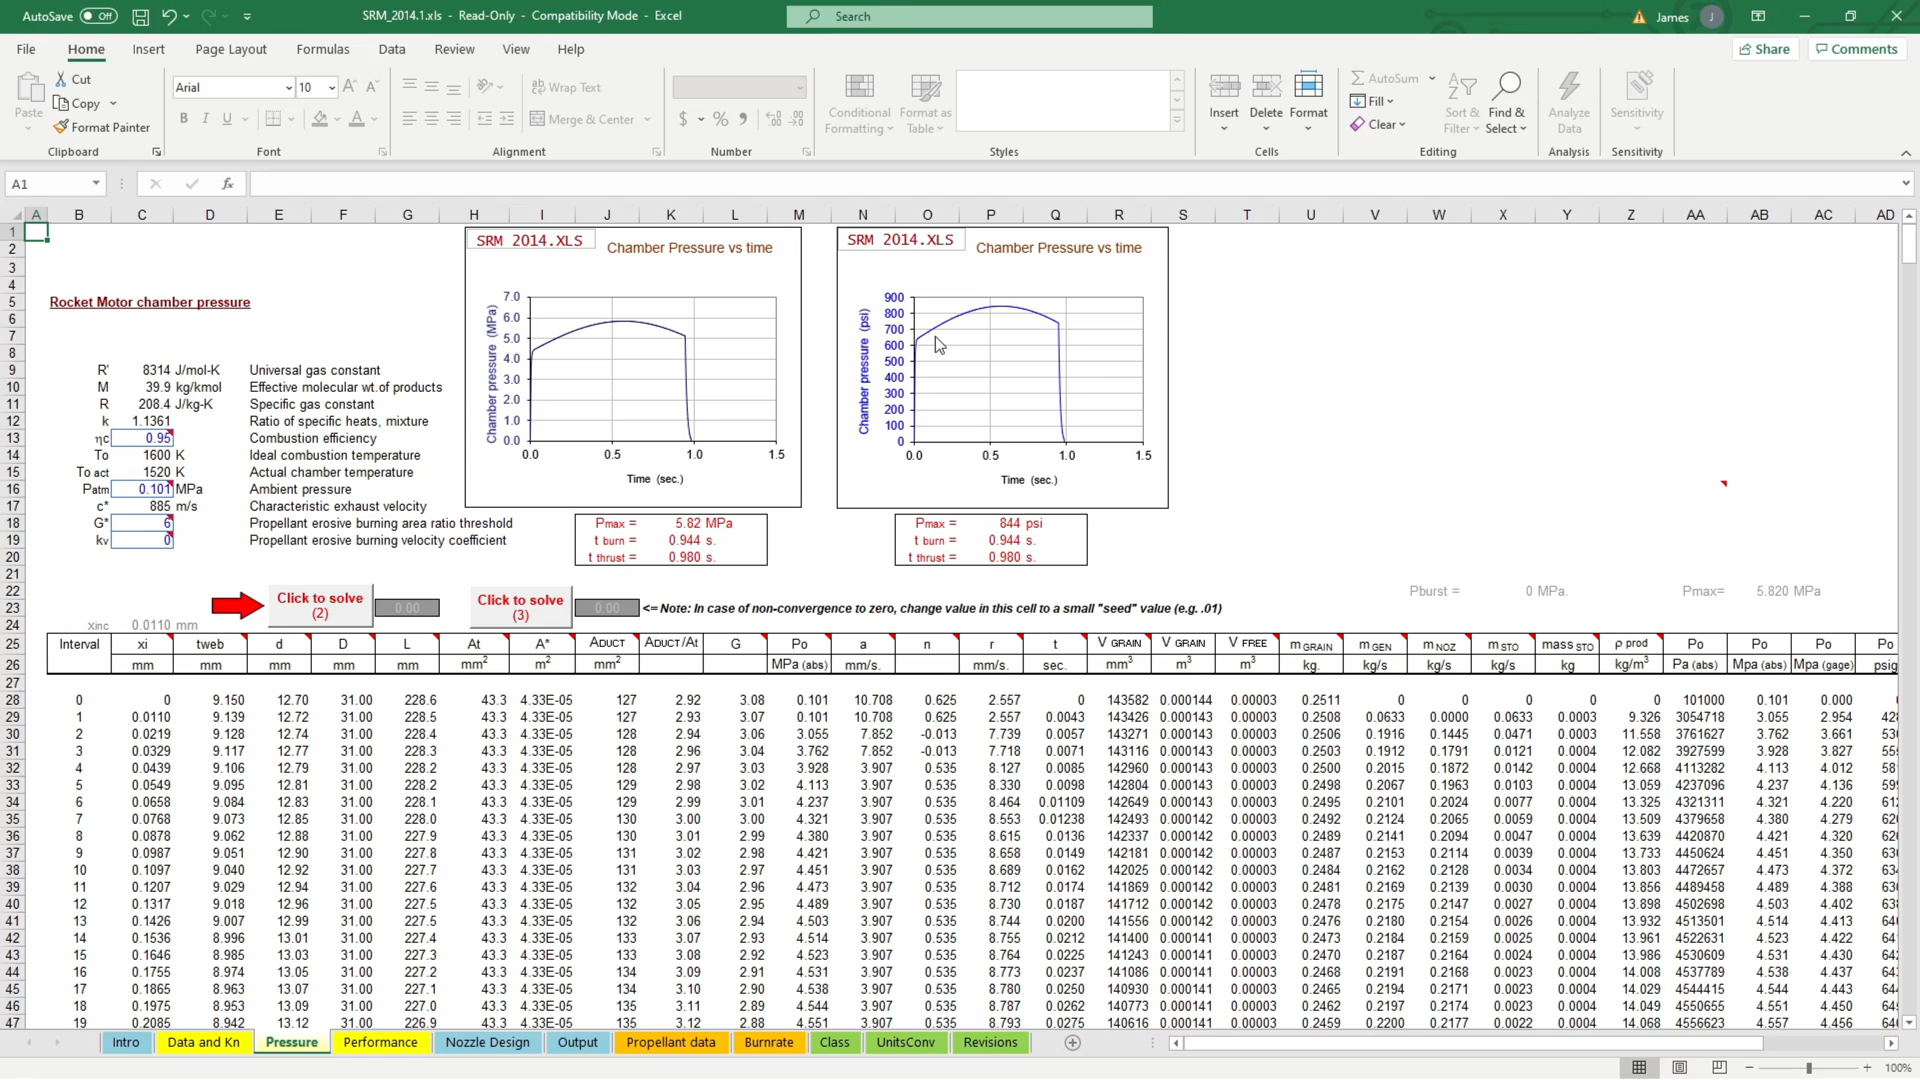 AutoSave Off SRM_2014.1.xls - Read-Only - Compatibility Mode - Excel Search James J
File Home Insert Page Layout Formulas Data Review View Help Share Comments
Paste Cut Copy Format Painter Clipboard
Arial 10 B I U Font
Wrap Text Merge & Center Alignment
$ % Number
Conditional Formatting Format as Table Styles
Insert Delete Format Cells
AutoSum Fill Clear Sort & Filter Find & Select Editing
Analyze Data Analysis
Sensitivity Sensitivity
A1 fx
A B C D E F G H I J K L M N O P Q R S T U V W X Y Z AA AB AC AD
SRM 2014.XLS Chamber Pressure vs time
7.0 6.0 5.0 4.0 3.0 2.0 1.0 0.0
Chamber pressure (MPa)
0.0 0.5 1.0 1.5
Time (sec.)
SRM 2014.XLS Chamber Pressure vs time
900 800 700 600 500 400 300 200 100 0
Chamber pressure (psi)
0.0 0.5 1.0 1.5
Time (sec.)
Rocket Motor chamber pressure
R' 8314 J/mol-K Universal gas constant
M 39.9 kg/kmol Effective molecular wt.of products
R 208.4 J/kg-K Specific gas constant
k 1.1361 Ratio of specific heats, mixture
ηc 0.95 Combustion efficiency
To 1600 K Ideal combustion temperature
To act 1520 K Actual chamber temperature
Patm 0.101 MPa Ambient pressure
c* 885 m/s Characteristic exhaust velocity
G* 6 Propellant erosive burning area ratio threshold
kv 0 Propellant erosive burning velocity coefficient
Pmax = 5.82 MPa
t burn = 0.944 s.
t thrust = 0.980 s.
Pmax = 844 psi
t burn = 0.944 s.
t thrust = 0.980 s.
Pburst = 0 MPa. Pmax= 5.820 MPa
Click to solve (2) 0.00 Click to solve (3) 0.00 <= Note: In case of non-convergence to zero, change value in this cell to a small "seed" value (e.g. .01)
xinc 0.0110 mm
Interval xi tweb d D L At A* ADUCT ADUCT/At G Po a n r t V GRAIN V GRAIN V FREE mGRAIN mGEN mNOZ mSTO mass STO ρ prod Po Po Po Po
mm mm mm mm mm mm² m² mm² MPa (abs) mm/s. mm/s. sec. mm³ m³ m³ kg. kg/s kg/s kg/s kg kg/m³ Pa (abs) Mpa (abs) Mpa (gage) psig
0 0 9.150 12.70 31.00 228.6 43.3 4.33E-05 127 2.92 3.08 0.101 10.708 0.625 2.557 0 143582 0.000144 0.00003 0.2511 0 0 0 0 0 101000 0.101 0.000
1 0.0110 9.139 12.72 31.00 228.5 43.3 4.33E-05 127 2.93 3.07 0.101 10.708 0.625 2.557 0.0043 143426 0.000143 0.00003 0.2508 0.0633 0.0000 0.0633 0.0003 9.326 3054718 3.055 2.954
2 0.0219 9.128 12.74 31.00 228.4 43.3 4.33E-05 128 2.94 3.06 3.055 7.852 -0.013 7.739 0.0057 143271 0.000143 0.00003 0.2506 0.1916 0.1445 0.0471 0.0003 11.558 3761627 3.762 3.661
3 0.0329 9.117 12.77 31.00 228.3 43.3 4.33E-05 128 2.96 3.04 3.762 7.852 -0.013 7.718 0.0071 143116 0.000143 0.00003 0.2503 0.1912 0.1791 0.0121 0.0004 12.082 3927599 3.928 3.827
4 0.0439 9.106 12.79 31.00 228.2 43.3 4.33E-05 128 2.97 3.03 3.928 3.907 0.535 8.127 0.0085 142960 0.000143 0.00003 0.2500 0.2015 0.1872 0.0142 0.0004 12.668 4113282 4.113 4.012
5 0.0549 9.095 12.81 31.00 228.2 43.3 4.33E-05 129 2.98 3.02 4.113 3.907 0.535 8.330 0.0098 142804 0.000143 0.00003 0.2498 0.2067 0.1963 0.0103 0.0004 13.059 4237096 4.237 4.136
6 0.0658 9.084 12.83 31.00 228.1 43.3 4.33E-05 129 2.99 3.01 4.237 3.907 0.535 8.464 0.01109 142649 0.000143 0.00003 0.2495 0.2101 0.2024 0.0077 0.0004 13.325 4321311 4.321 4.220
7 0.0768 9.073 12.85 31.00 228.0 43.3 4.33E-05 130 3.00 3.00 4.321 3.907 0.535 8.553 0.01238 142493 0.000142 0.00003 0.2492 0.2124 0.2065 0.0059 0.0004 13.509 4379658 4.380 4.279
8 0.0878 9.062 12.88 31.00 227.9 43.3 4.33E-05 130 3.01 2.99 4.380 3.907 0.535 8.615 0.0136 142337 0.000142 0.00003 0.2489 0.2141 0.2094 0.0047 0.0004 13.639 4420870 4.421 4.320
9 0.0987 9.051 12.90 31.00 227.8 43.3 4.33E-05 131 3.02 2.98 4.421 3.907 0.535 8.658 0.0149 142181 0.000142 0.00003 0.2487 0.2153 0.2114 0.0039 0.0004 13.733 4450624 4.451 4.350
10 0.1097 9.040 12.92 31.00 227.7 43.3 4.33E-05 131 3.03 2.97 4.451 3.907 0.535 8.689 0.0162 142025 0.000142 0.00003 0.2484 0.2162 0.2128 0.0034 0.0004 13.803 4472657 4.473 4.372
11 0.1207 9.029 12.94 31.00 227.6 43.3 4.33E-05 132 3.04 2.96 4.473 3.907 0.535 8.712 0.0174 141869 0.000142 0.00003 0.2481 0.2169 0.2139 0.0030 0.0004 13.856 4489458 4.489 4.388
12 0.1317 9.018 12.96 31.00 227.5 43.3 4.33E-05 132 3.05 2.95 4.489 3.907 0.535 8.730 0.0187 141712 0.000142 0.00003 0.2478 0.2175 0.2147 0.0027 0.0004 13.898 4502698 4.503 4.402
13 0.1426 9.007 12.99 31.00 227.5 43.3 4.33E-05 132 3.06 2.94 4.503 3.907 0.535 8.744 0.0200 141556 0.000142 0.00003 0.2476 0.2180 0.2154 0.0026 0.0004 13.932 4513501 4.514 4.413
14 0.1536 8.996 13.01 31.00 227.4 43.3 4.33E-05 133 3.07 2.93 4.514 3.907 0.535 8.755 0.0212 141400 0.000141 0.00003 0.2473 0.2184 0.2159 0.0025 0.0004 13.961 4522631 4.523 4.422
15 0.1646 8.985 13.03 31.00 227.3 43.3 4.33E-05 133 3.08 2.92 4.523 3.907 0.535 8.764 0.0225 141243 0.000141 0.00003 0.2470 0.2187 0.2164 0.0024 0.0004 13.986 4530609 4.531 4.430
16 0.1755 8.974 13.05 31.00 227.2 43.3 4.33E-05 134 3.09 2.91 4.531 3.907 0.535 8.773 0.0237 141086 0.000141 0.00003 0.2468 0.2191 0.2168 0.0023 0.0004 14.008 4537789 4.538 4.437
17 0.1865 8.963 13.07 31.00 227.1 43.3 4.33E-05 134 3.10 2.90 4.538 3.907 0.535 8.780 0.0250 140930 0.000141 0.00003 0.2465 0.2194 0.2171 0.0023 0.0004 14.029 4544415 4.544 4.443
18 0.1975 8.953 13.09 31.00 227.0 43.3 4.33E-05 135 3.11 2.89 4.544 3.907 0.535 8.787 0.0262 140773 0.000141 0.00003 0.2462 0.2197 0.2174 0.0023 0.0004 14.049 4550655 4.551 4.450
19 0.2085 8.942 13.12 31.00 226.9 43.3 4.33E-05 135 3.12 2.88 4.551 3.907 0.535 8.793 0.0275 140616 0.000141 0.00003 0.2459 0.2200 0.2177 0.0022 0.0004 14.068 4556623 4.557 4.456
Intro Data and Kn Pressure Performance Nozzle Design Output Propellant data Burnrate Class UnitsConv Revisions
100%